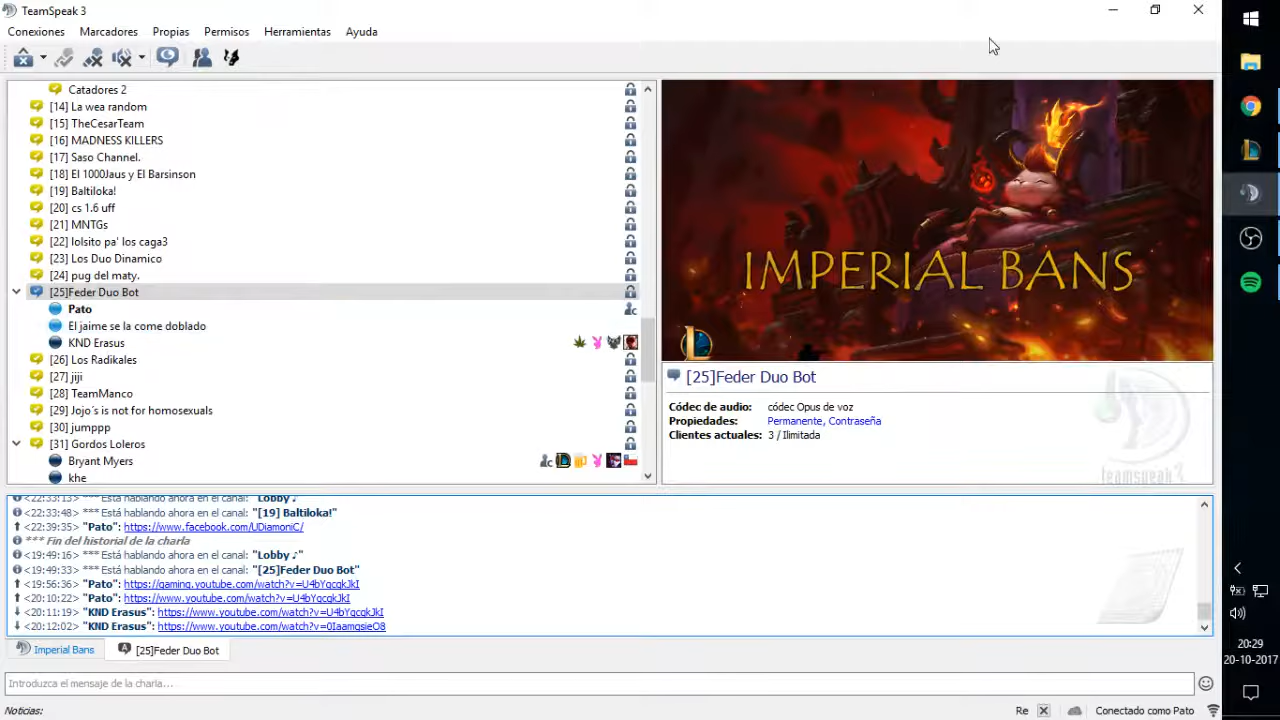 TeamSpeak 3
Conexiones Marcadores Propias Permisos Herramientas Ayuda
Catadores 2
[14] La wea random
[15] TheCesarTeam
[16] MADNESS KILLERS
[17] Saso Channel.
[18] El 1000Jaus y El Barsinson
[19] Baltiloka!
[20] cs 1.6 uff
[21] MNTGs
[22] lolsito pa' los caga3
[23] Los Duo Dinamico
[24] pug del maty.
[25]Feder Duo Bot
Pato
El jaime se la come doblado
KND Erasus
[26] Los Radikales
[27] jiji
[28] TeamManco
[29] Jojo´s is not for homosexuals
[30] jumppp
[31] Gordos Loleros
Bryant Myers
khe
IMPERIAL BANS
[25]Feder Duo Bot
Códec de audio: códec Opus de voz
Propiedades: Permanente, Contraseña
Clientes actuales: 3 / Ilimitada
teamspeak
<22:33:13> *** Está hablando ahora en el canal: "Lobby ♪"
<22:33:48> *** Está hablando ahora en el canal: "[19] Baltiloka!"
<22:39:35> "Pato": https://www.facebook.com/UDiamoniC/
*** Fin del historial de la charla
<19:49:16> *** Está hablando ahora en el canal: "Lobby ♪"
<19:49:33> *** Está hablando ahora en el canal: "[25]Feder Duo Bot"
<19:56:36> "Pato": https://gaming.youtube.com/watch?v=U4bYqcqkJkI
<20:10:22> "Pato": https://www.youtube.com/watch?v=U4bYqcqkJkI
<20:11:19> "KND Erasus": https://www.youtube.com/watch?v=U4bYqcqkJkI
<20:12:02> "KND Erasus": https://www.youtube.com/watch?v=0IaamqsieO8
Imperial Bans
[25]Feder Duo Bot
Introduzca el mensaje de la charla...
Noticias:
Re
Conectado como Pato
20:29
20-10-2017